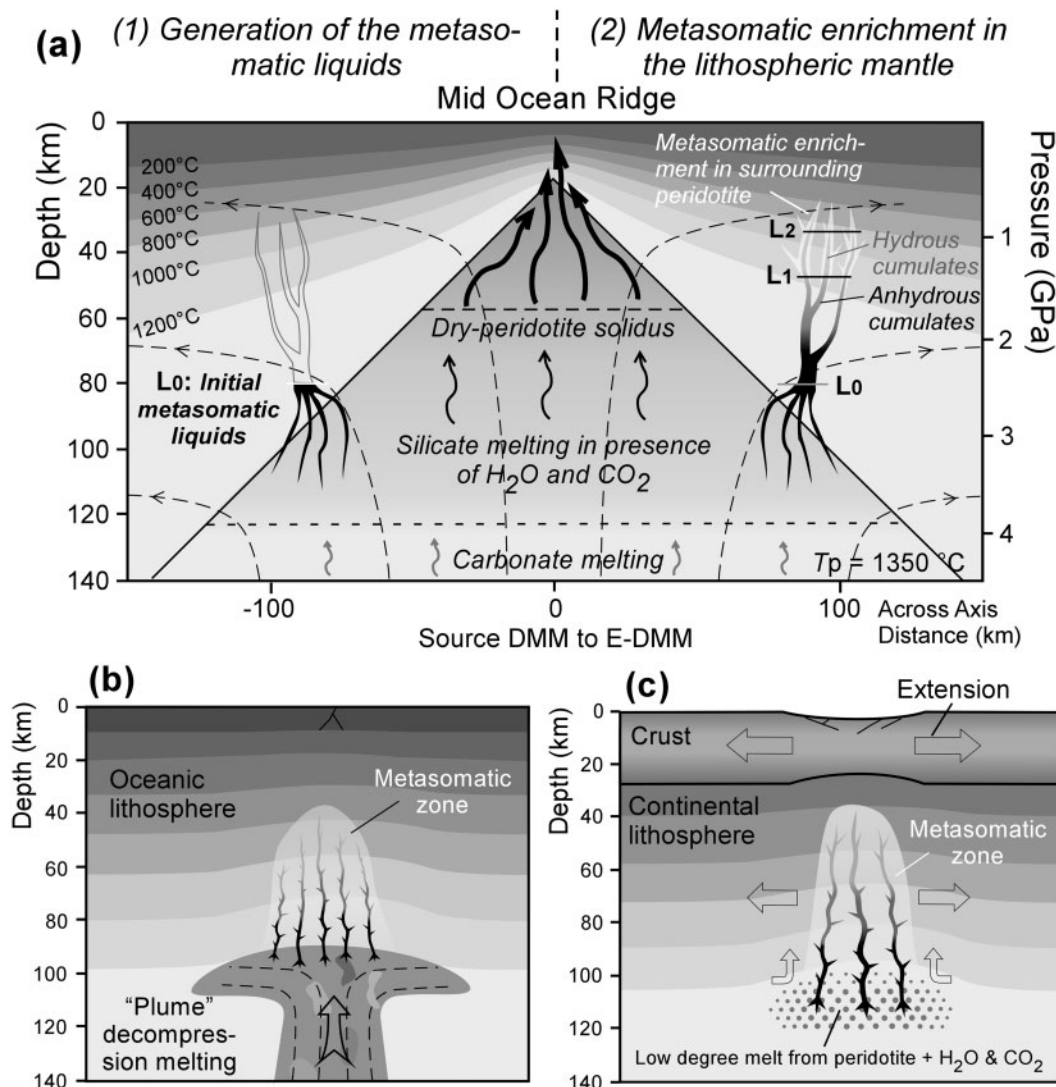 (a)
(1) Generation of the metaso-
matic liquids
(2) Metasomatic enrichment in
the lithospheric mantle
Mid Ocean Ridge
Depth (km)
0
20
40
60
80
100
120
140
200°C
400°C
600°C
800°C
1000°C
1200°C
L0: Initial
metasomatic
liquids
Dry-peridotite solidus
Silicate melting in presence
of H2O and CO2
Carbonate melting
Tp = 1350 °C
Metasomatic enrich-
ment in surrounding
peridotite
L2
Hydrous
cumulates
L1
Anhydrous
cumulates
L0
1
2
3
4
Pressure (GPa)
-100
0
100
Across Axis
Distance (km)
Source DMM to E-DMM
(b)
Depth (km)
0
20
40
60
80
100
120
140
Oceanic
lithosphere
Metasomatic
zone
“Plume”
decompres-
sion melting
(c)
Extension
Depth (km)
0
20
40
60
80
100
120
140
Crust
Continental
lithosphere
Metasomatic
zone
Low degree melt from peridotite + H2O & CO2